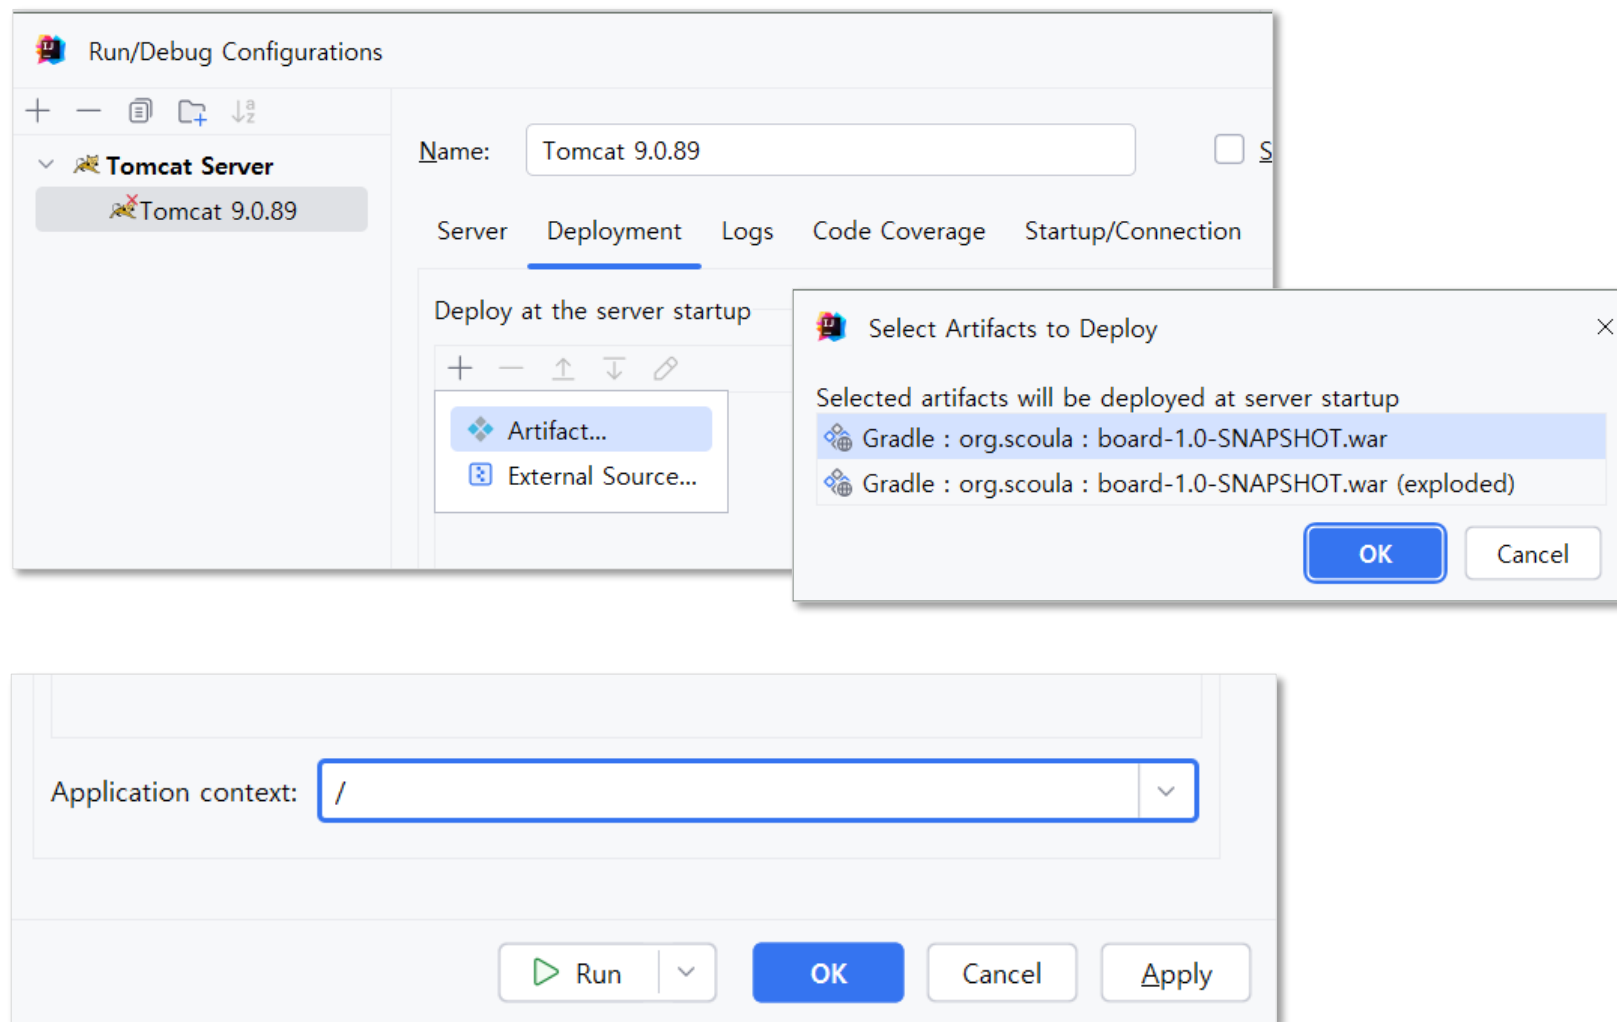 Run/Debug Configurations
Name: Tomcat 9.0.89 S
Tomcat Server
Tomcat 9.0.89
Server Deployment Logs Code Coverage Startup/Connection
Deploy at the server startup
Artifact...
External Source...
Select Artifacts to Deploy
Selected artifacts will be deployed at server startup
Gradle : org.scoula : board-1.0-SNAPSHOT.war
Gradle : org.scoula : board-1.0-SNAPSHOT.war (exploded)
OK Cancel
Application context: /
Run OK Cancel Apply